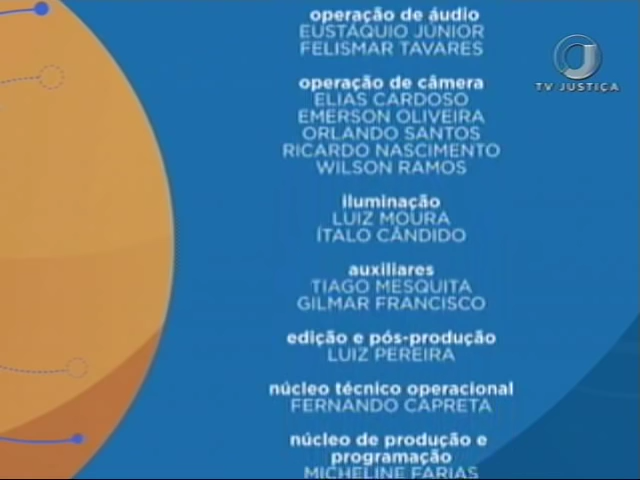 operação de áudio
EUSTÁQUIO JÚNIOR
FELISMAR TAVARES
TV JUSTIÇA
operação de câmera
ELIAS CARDOSO
EMERSON OLIVEIRA
ORLANDO SANTOS
RICARDO NASCIMENTO
WILSON RAMOS
iluminação
LUIZ MOURA
ÍTALO CÂNDIDO
auxiliares
TIAGO MESQUITA
GILMAR FRANCISCO
edição e pós-produção
LUIZ PEREIRA
núcleo técnico operacional
FERNANDO CAPRETA
núcleo de produção e
programação
MICHELINE FARIAS